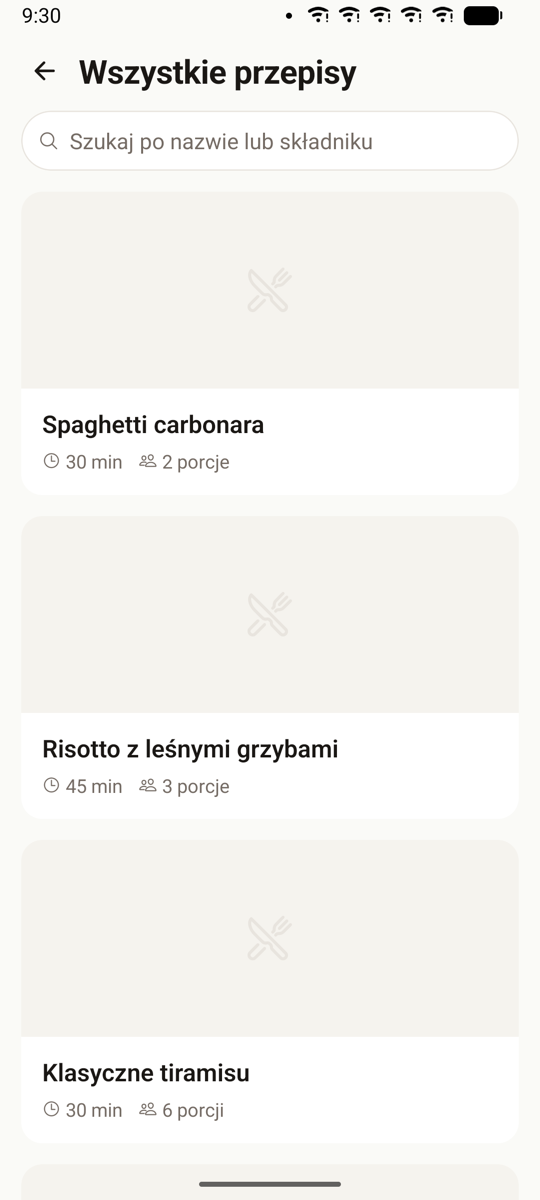 9:30
Wszystkie przepisy
Szukaj po nazwie lub składniku
Spaghetti carbonara
30 min 2 porcje
Risotto z leśnymi grzybami
45 min 3 porcje
Klasyczne tiramisu
30 min 6 porcji